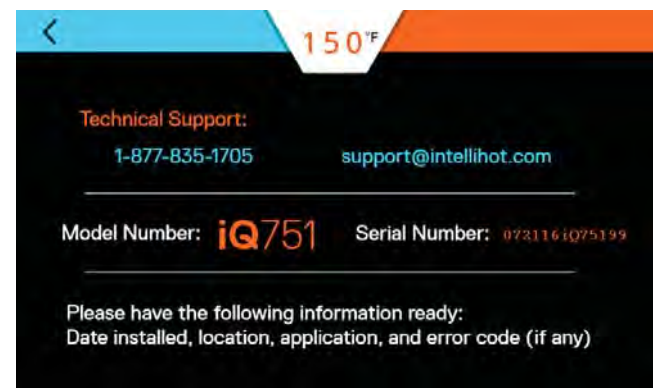 150°F
Technical Support:
1-877-835-1705 support@intellihot.com
Model Number: iQ751 Serial Number: 072116iQ75199
Please have the following information ready:
Date installed, location, application, and error code (if any)